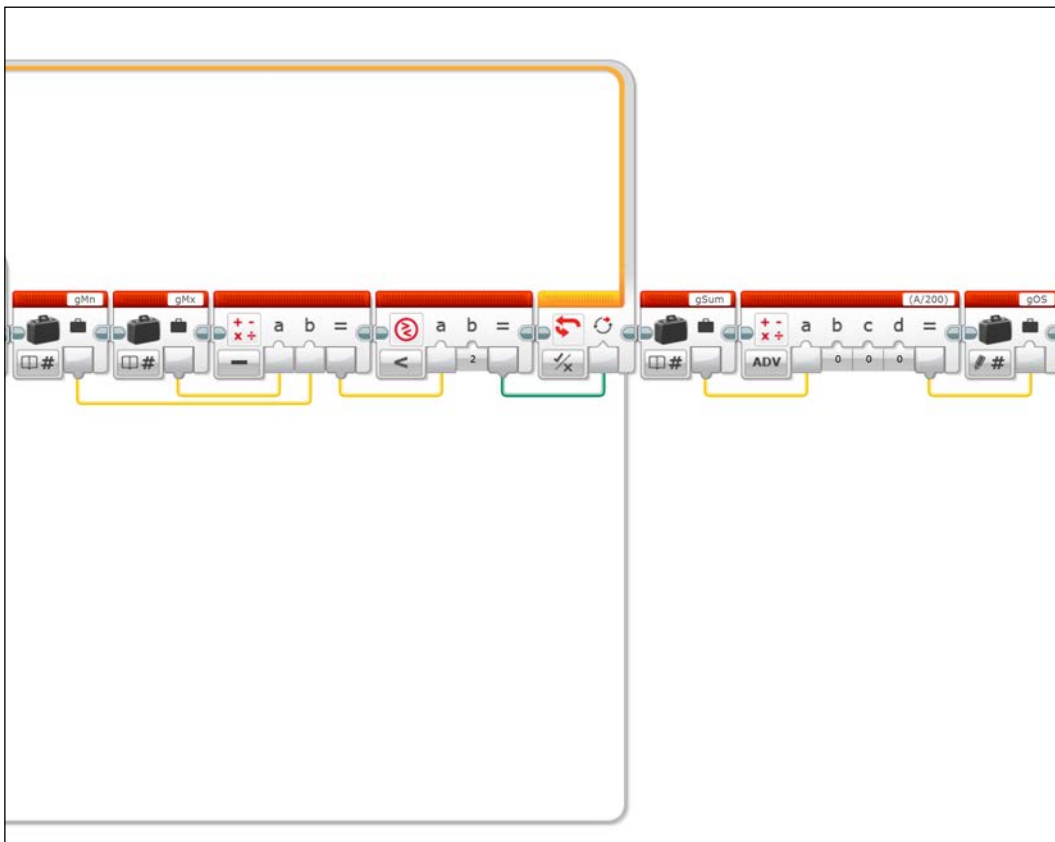 gMn
gMx
gSum
(A/200)
gOS
+ - × ÷ a b =
a b =
+ - × ÷ a b c d =
#
#
−
< 2
✓/×
#
ADV 0 0 0
#